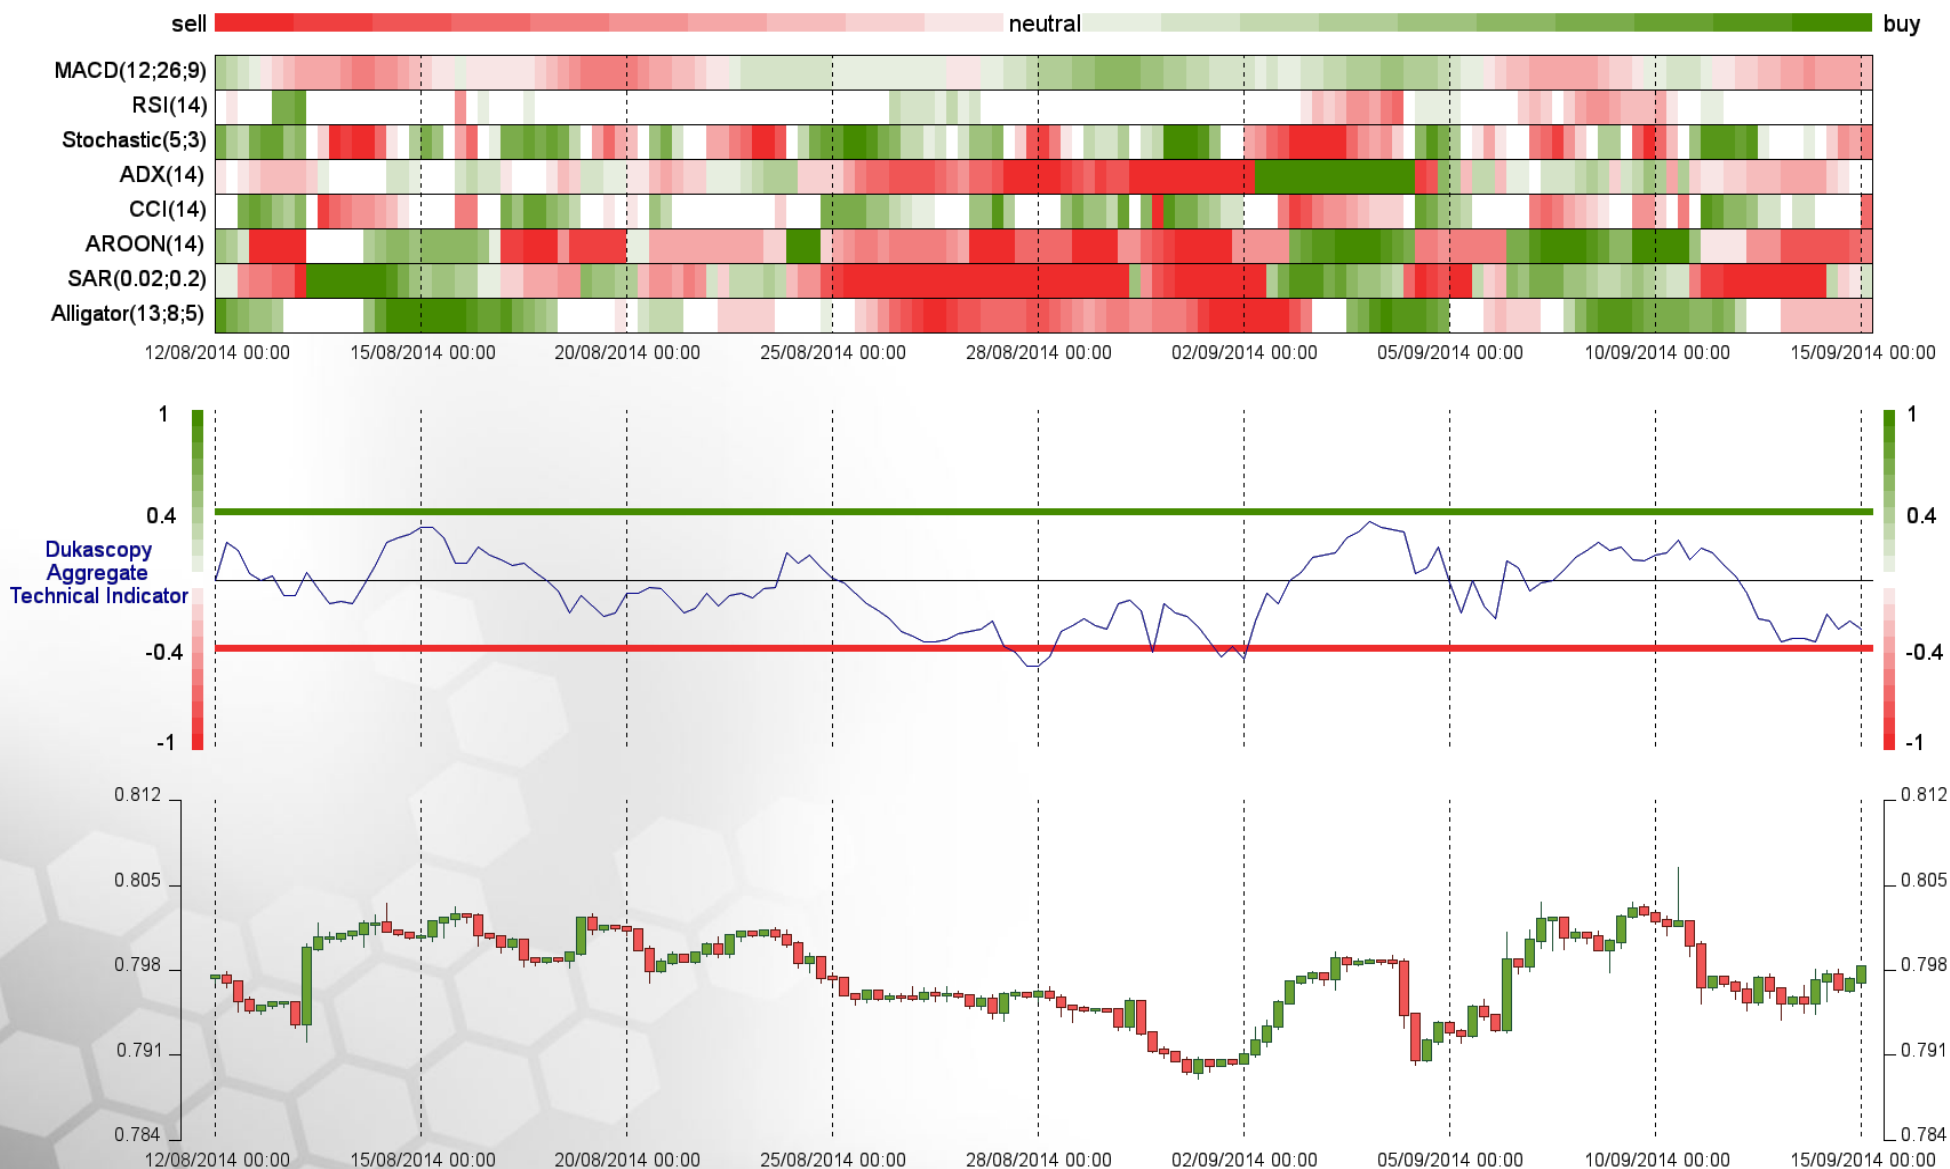 sell neutral buy
MACD(12;26;9)
RSI(14)
Stochastic(5;3)
ADX(14)
CCI(14)
AROON(14)
SAR(0.02;0.2)
Alligator(13;8;5)
12/08/2014 00:00 15/08/2014 00:00 20/08/2014 00:00 25/08/2014 00:00 28/08/2014 00:00 02/09/2014 00:00 05/09/2014 00:00 10/09/2014 00:00 15/09/2014 00:00
1 1
0.4 0.4
Dukascopy
Aggregate
Technical Indicator
-0.4 -0.4
-1 -1
0.812 0.812
0.805 0.805
0.798 0.798
0.791 0.791
0.784 0.784
12/08/2014 00:00 15/08/2014 00:00 20/08/2014 00:00 25/08/2014 00:00 28/08/2014 00:00 02/09/2014 00:00 05/09/2014 00:00 10/09/2014 00:00 15/09/2014 00:00